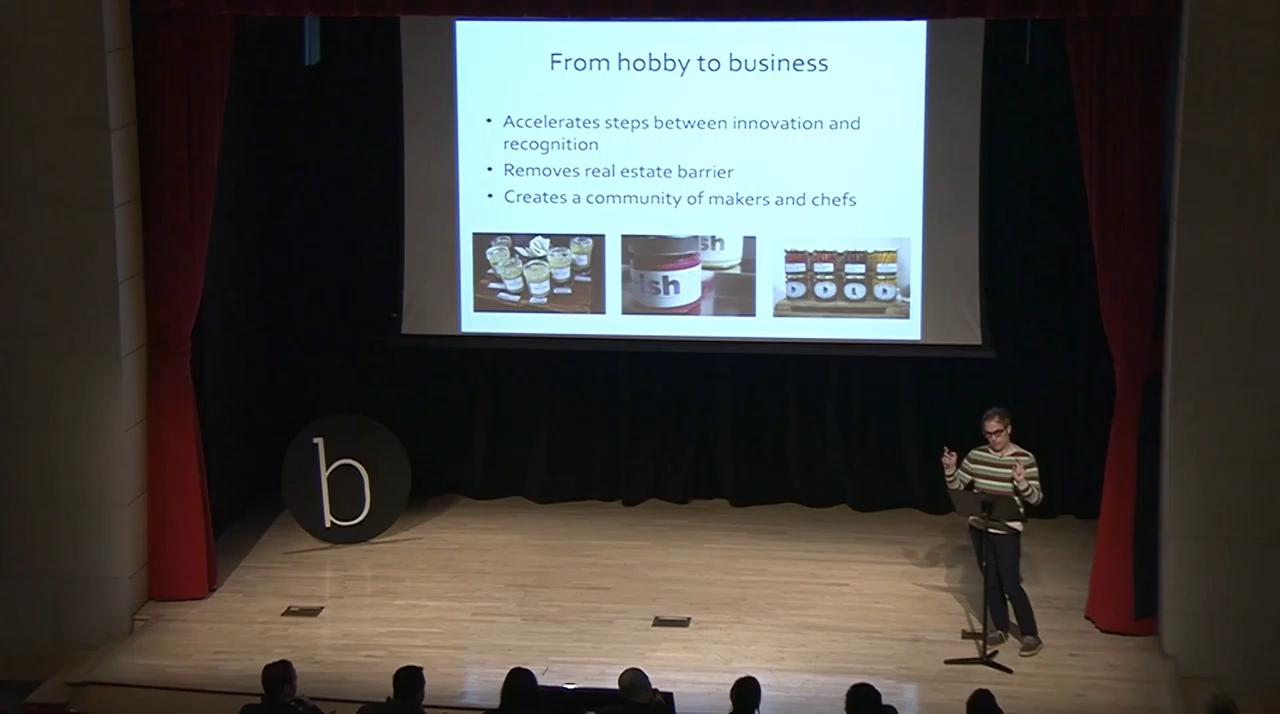 From hobby to business
• Accelerates steps between innovation and
recognition
• Removes real estate barrier
• Creates a community of makers and chefs
sh
ish
b